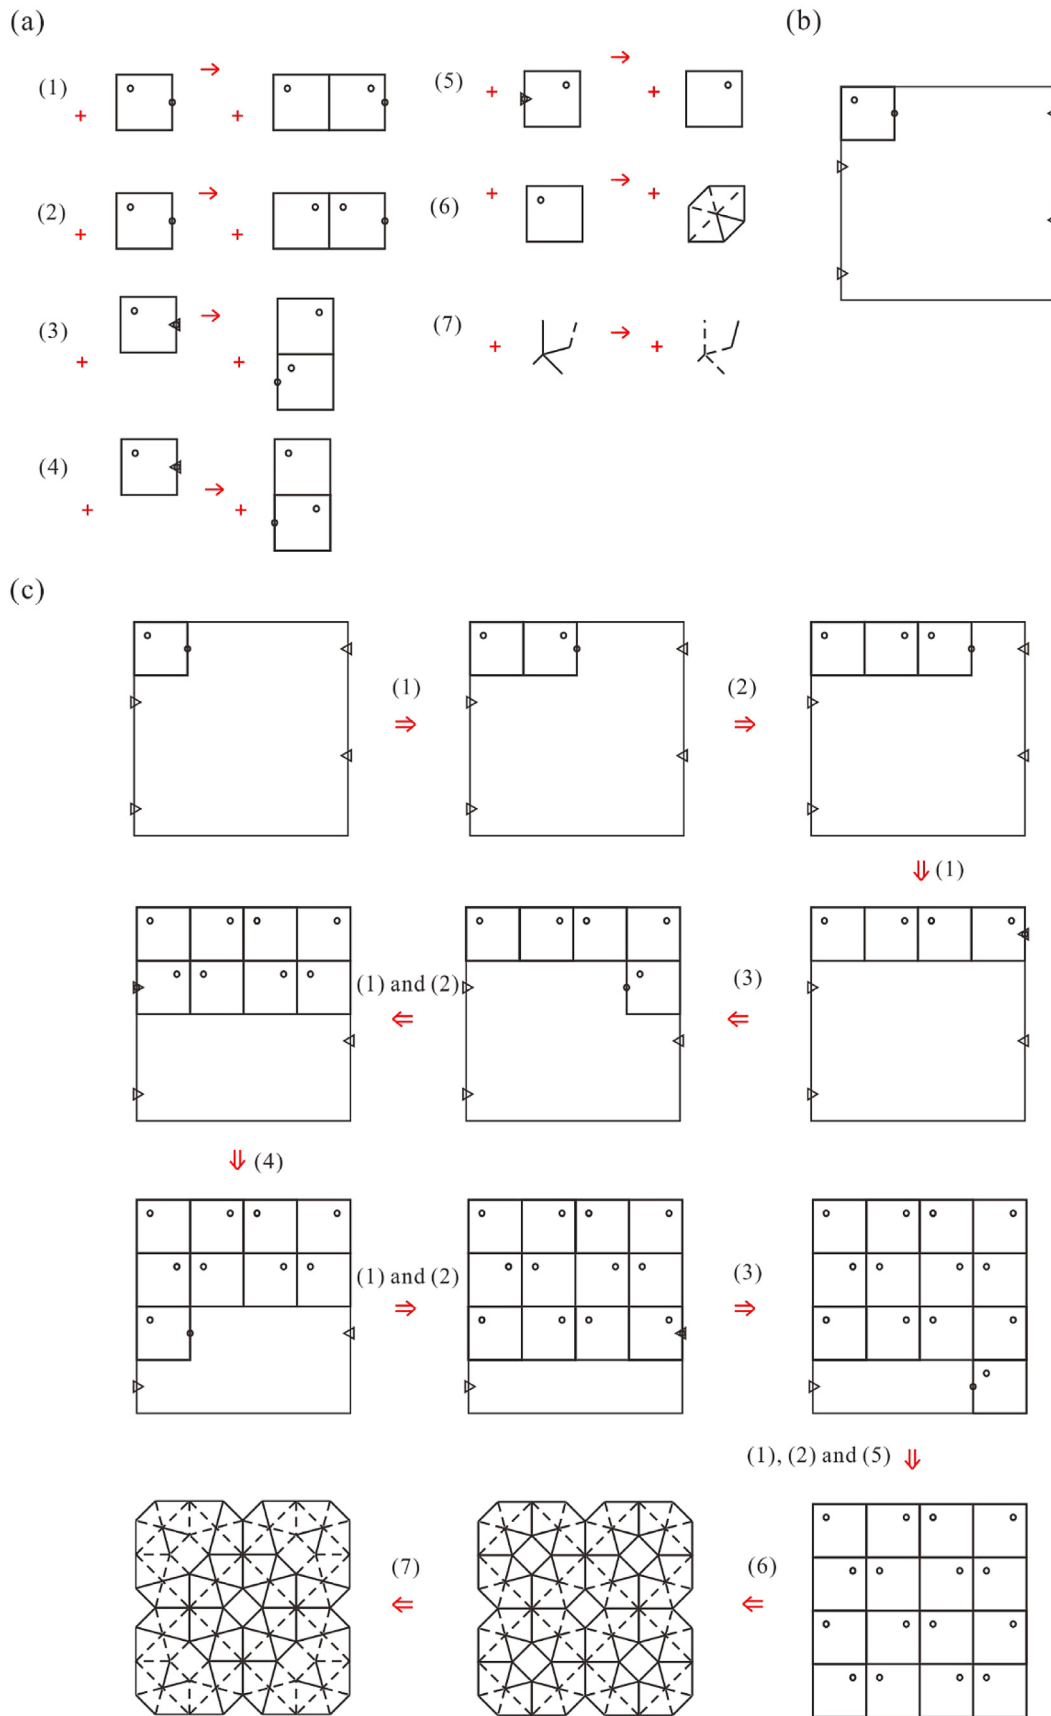 (a)
(b)
(1)
(5)
(2)
(6)
(3)
(7)
(4)
(c)
(1)
(2)
(1)
(1) and (2)
(3)
(4)
(1) and (2)
(3)
(1), (2) and (5)
(7)
(6)